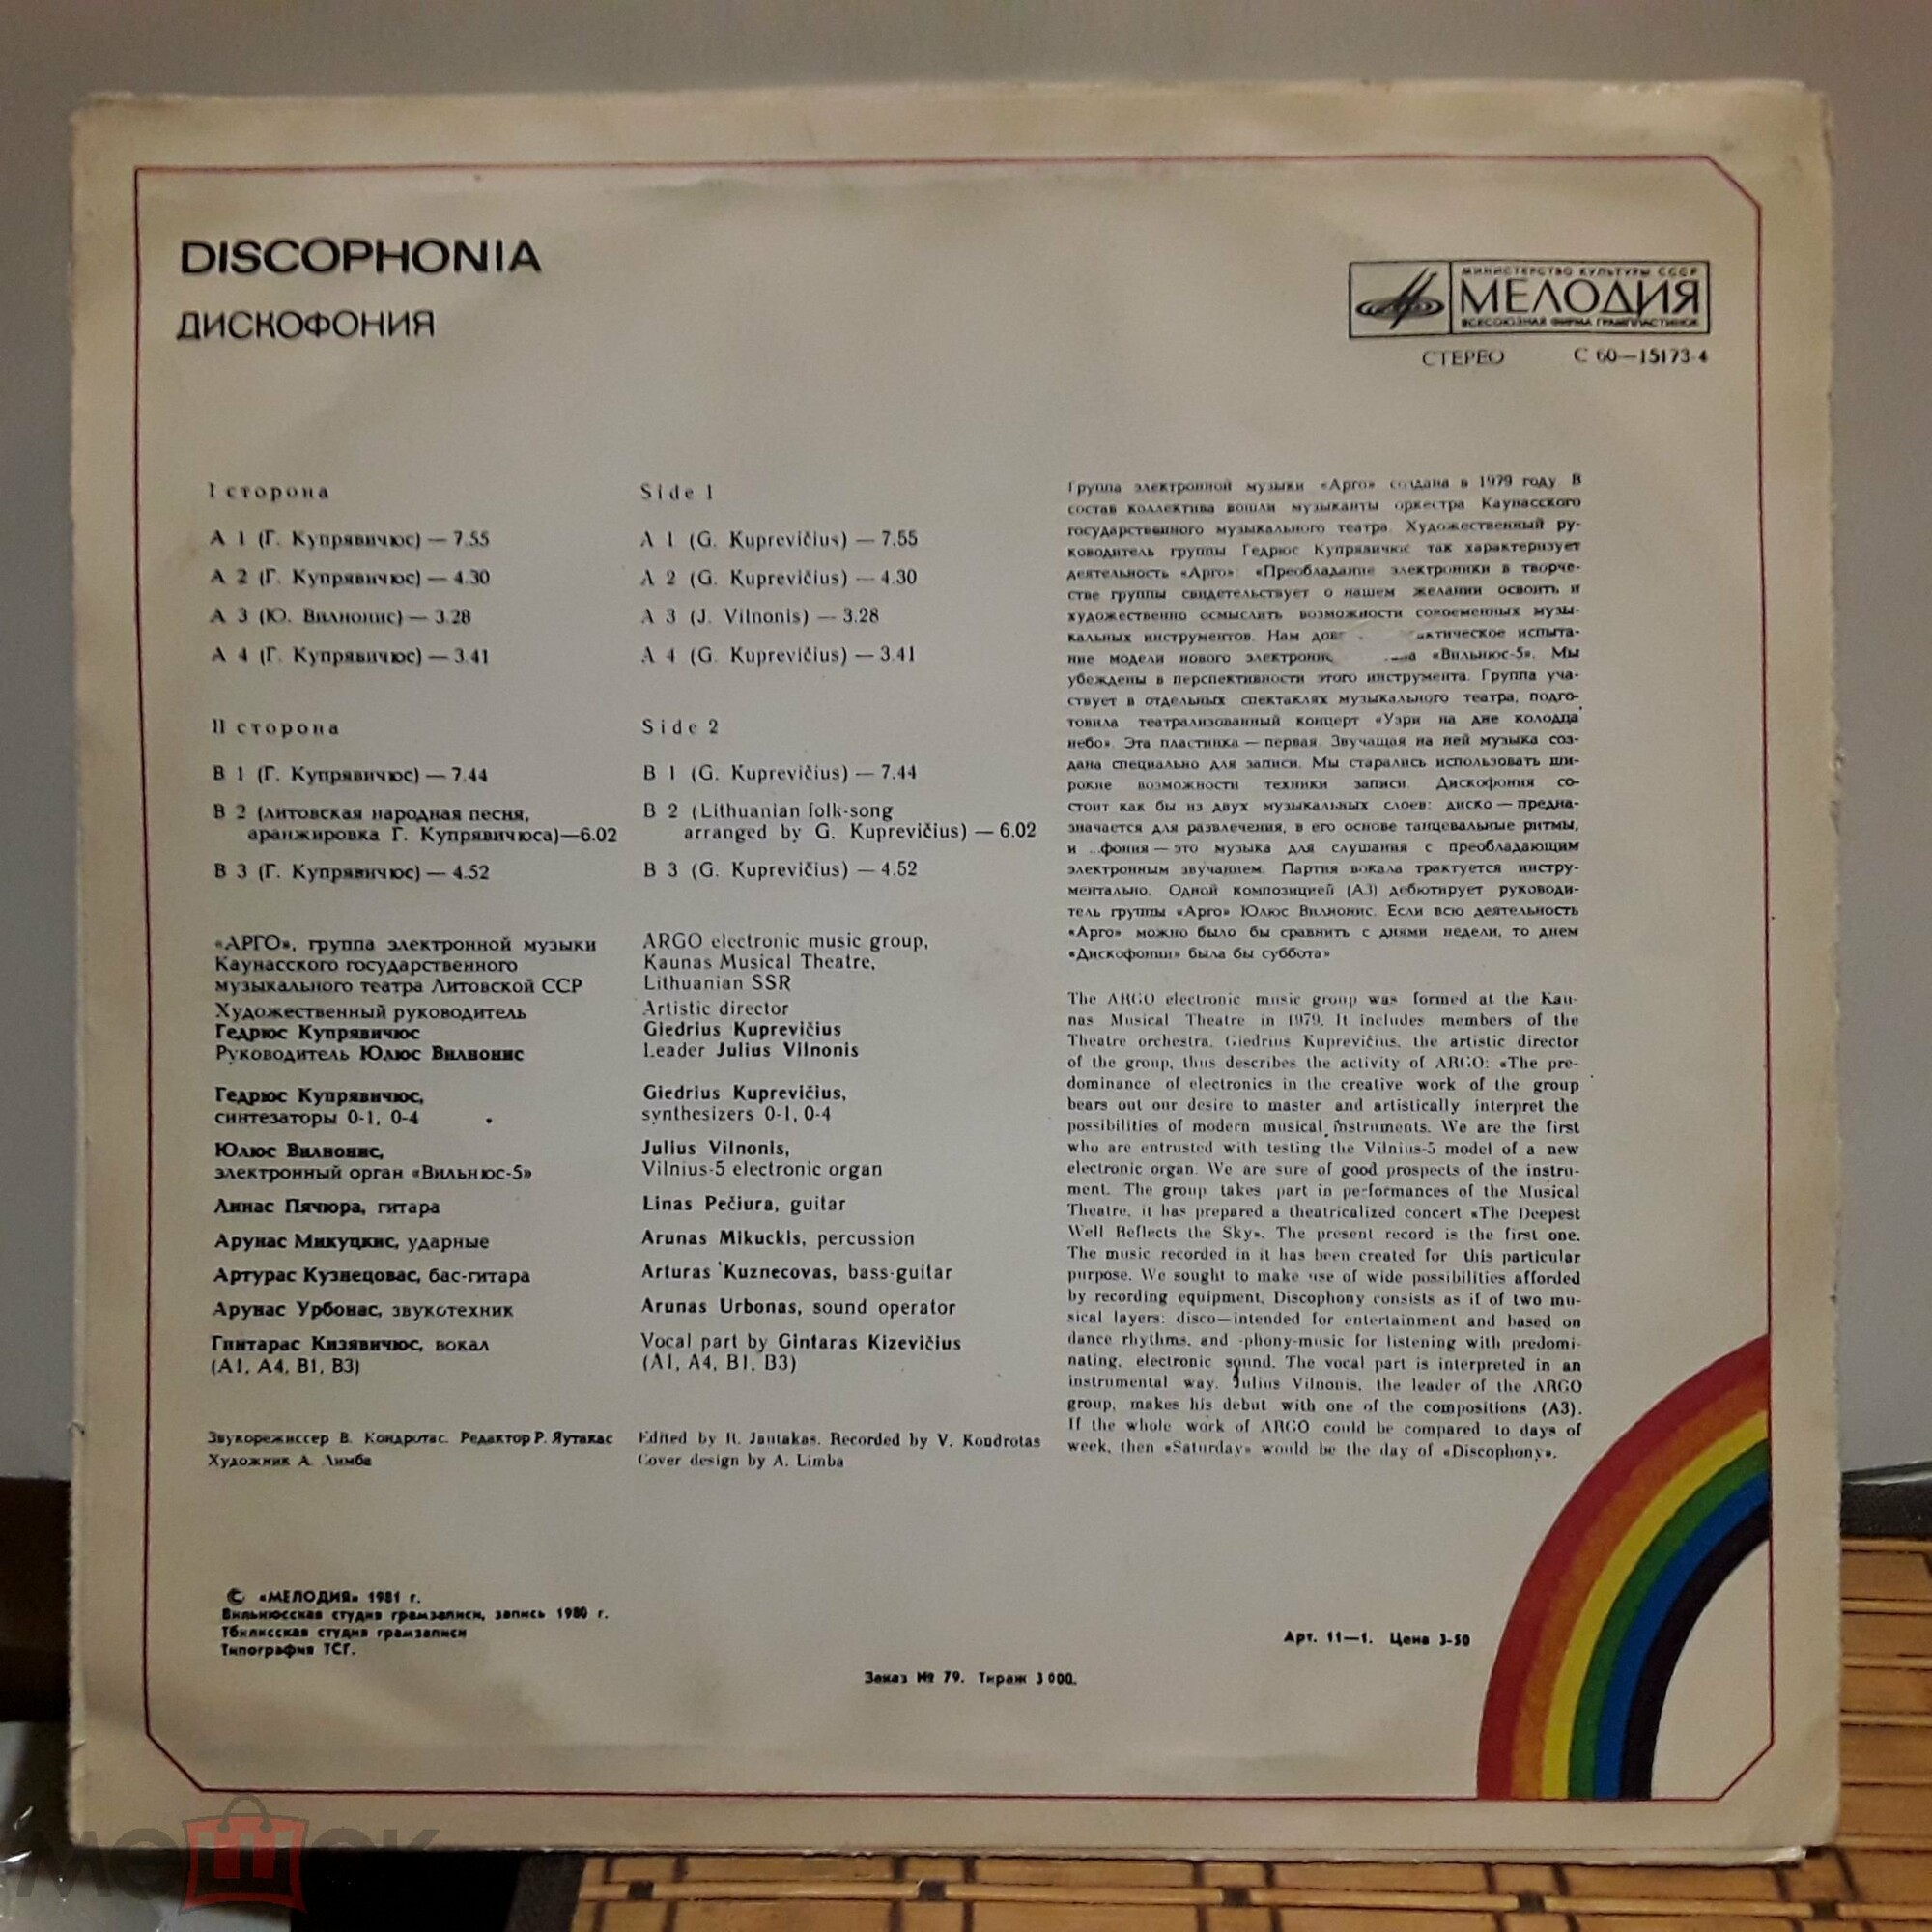 DISCOPHONIA
ДИСКОФОНИЯ
МИНИСТЕРСТВО КУЛЬТУРЫ СССР
МЕЛОДИЯ
ВСЕСОЮЗНАЯ ФИРМА ГРАМПЛАСТИНОК
СТЕРЕО С 60—15173-4
I сторона
А 1 (Г. Купрявичюс) — 7.55
А 2 (Г. Купрявичюс) — 4.30
А 3 (Ю. Вилнонис) — 3.28
А 4 (Г. Купрявичюс) — 3.41
II сторона
В 1 (Г. Купрявичюс) — 7.44
В 2 (литовская народная песня,
аранжировка Г. Купрявичюса)—6.02
В 3 (Г. Купрявичюс) — 4.52
«АРГО», группа электронной музыки
Каунасского государственного
музыкального театра Литовской ССР
Художественный руководитель
Гедрюс Купрявичюс
Руководитель Юлюс Вилнонис
Гедрюс Купрявичюс,
синтезаторы 0-1, 0-4
Юлюс Вилнонис,
электронный орган «Вильнюс-5»
Линас Пячюра, гитара
Арунас Микуцкис, ударные
Артурас Кузнецовас, бас-гитара
Арунас Урбонас, звукотехник
Гинтарас Кизявичюс, вокал
(А1, А4, В1, В3)
Звукорежиссер В. Кондротас. Редактор Р. Яутакас
Художник А. Лимба
Side 1
A 1 (G. Kuprevičius) — 7.55
A 2 (G. Kuprevičius) — 4.30
A 3 (J. Vilnonis) — 3.28
A 4 (G. Kuprevičius) — 3.41
Side 2
B 1 (G. Kuprevičius) — 7.44
B 2 (Lithuanian folk-song
arranged by G. Kuprevičius) — 6.02
B 3 (G. Kuprevičius) — 4.52
ARGO electronic music group,
Kaunas Musical Theatre,
Lithuanian SSR
Artistic director
Giedrius Kuprevičius
Leader Julius Vilnonis
Giedrius Kuprevičius,
synthesizers 0-1, 0-4
Julius Vilnonis,
Vilnius-5 electronic organ
Linas Pečiura, guitar
Arunas Mikuckis, percussion
Arturas Kuznecovas, bass-guitar
Arunas Urbonas, sound operator
Vocal part by Gintaras Kizevičius
(A1, A4, B1, B3)
Edited by R. Jautakas. Recorded by V. Kondrotas
Cover design by A. Limba
Группа электронной музыки «Арго» создана в 1979 году. В
состав коллектива вошли музыканты оркестра Каунасского
государственного музыкального театра. Художественный ру-
ководитель группы Гедрюс Купрявичюс так характеризует
деятельность «Арго»: «Преобладание электроники в творче-
стве группы свидетельствует о нашем желании освоить и
художественно осмыслить возможности современных музы-
кальных инструментов. Нам испыта-
ние модели нового «Вильнюс-5». Мы
убеждены в перспективности этого инструмента. Группа уча-
ствует в отдельных спектаклях музыкального театра, подго-
товила театрализованный концерт «Узри на дне колодца
небо». Эта пластинка — первая. Звучащая на ней музыка соз-
дана специально для записи. Мы старались использовать ши-
рокие возможности техники записи. Дискофония со-
стоит как бы из двух музыкальных слоев: диско — предна-
значается для развлечения, в его основе танцевальные ритмы,
и ...фония — это музыка для слушания с преобладающим
электронным звучанием. Партия вокала трактуется инстру-
ментально. Одной композицией (А3) дебютирует руководи-
тель группы «Арго» Юлюс Вилнонис. Если всю деятельность
«Арго» можно было бы сравнить с днями недели, то днем
«Дискофонии» была бы суббота»
The ARGO electronic music group was formed at the Kau-
nas Musical Theatre in 1979. It includes members of the
Theatre orchestra. Giedrius Kuprevičius, the artistic director
of the group, thus describes the activity of ARGO: «The pre-
dominance of electronics in the creative work of the group
bears out our desire to master and artistically interpret the
possibilities of modern musical instruments. We are the first
who are entrusted with testing the Vilnius-5 model of a new
electronic organ. We are sure of good prospects of the instru-
ment. The group takes part in performances of the Musical
Theatre, it has prepared a theatricalized concert «The Deepest
Well Reflects the Sky». The present record is the first one.
The music recorded in it has been created for this particular
purpose. We sought to make use of wide possibilities afforded
by recording equipment, Discophony consists as if of two mu-
sical layers: disco—intended for entertainment and based on
dance rhythms, and -phony-music for listening with predomi-
nating, electronic sound. The vocal part is interpreted in an
instrumental way. Julius Vilnonis, the leader of the ARGO
group, makes his debut with one of the compositions (A3).
If the whole work of ARGO could be compared to days of
week, then «Saturday» would be the day of «Discophony».
© «МЕЛОДИЯ» 1981 г.
Вильнюсская студия грамзаписи, запись 1980 г.
Тбилисская студия грамзаписи
Типография ТСГ.
Арт. 11—1. Цена 3-50
Заказ № 79. Тираж 3 000.
мешок